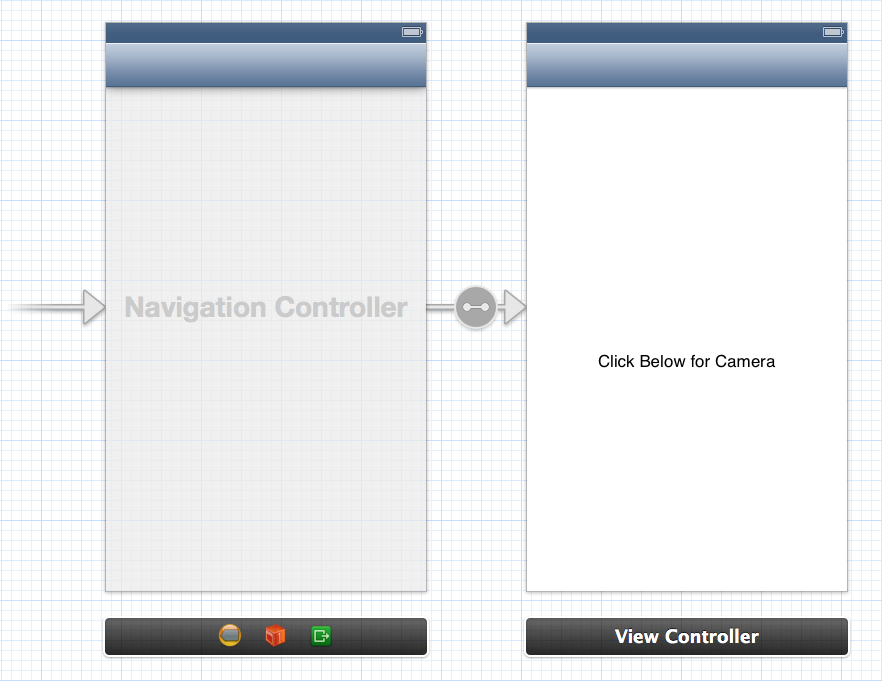 Navigation Controller
Click Below for Camera
View Controller